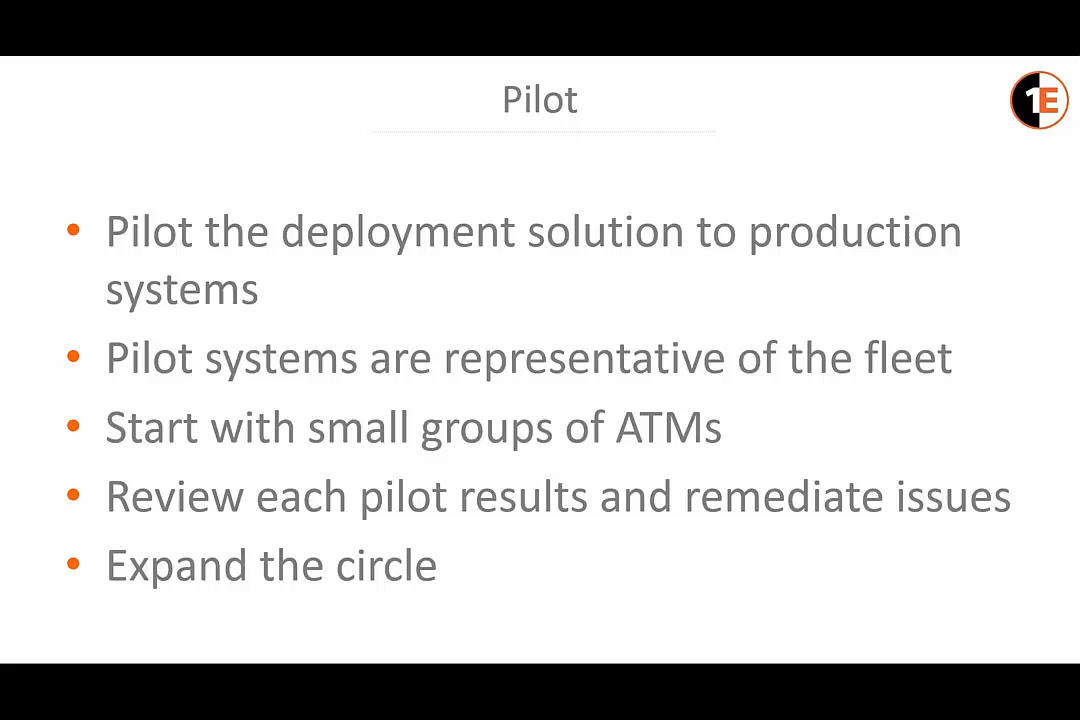 Pilot
1E
• Pilot the deployment solution to production
systems
• Pilot systems are representative of the fleet
• Start with small groups of ATMs
• Review each pilot results and remediate issues
• Expand the circle